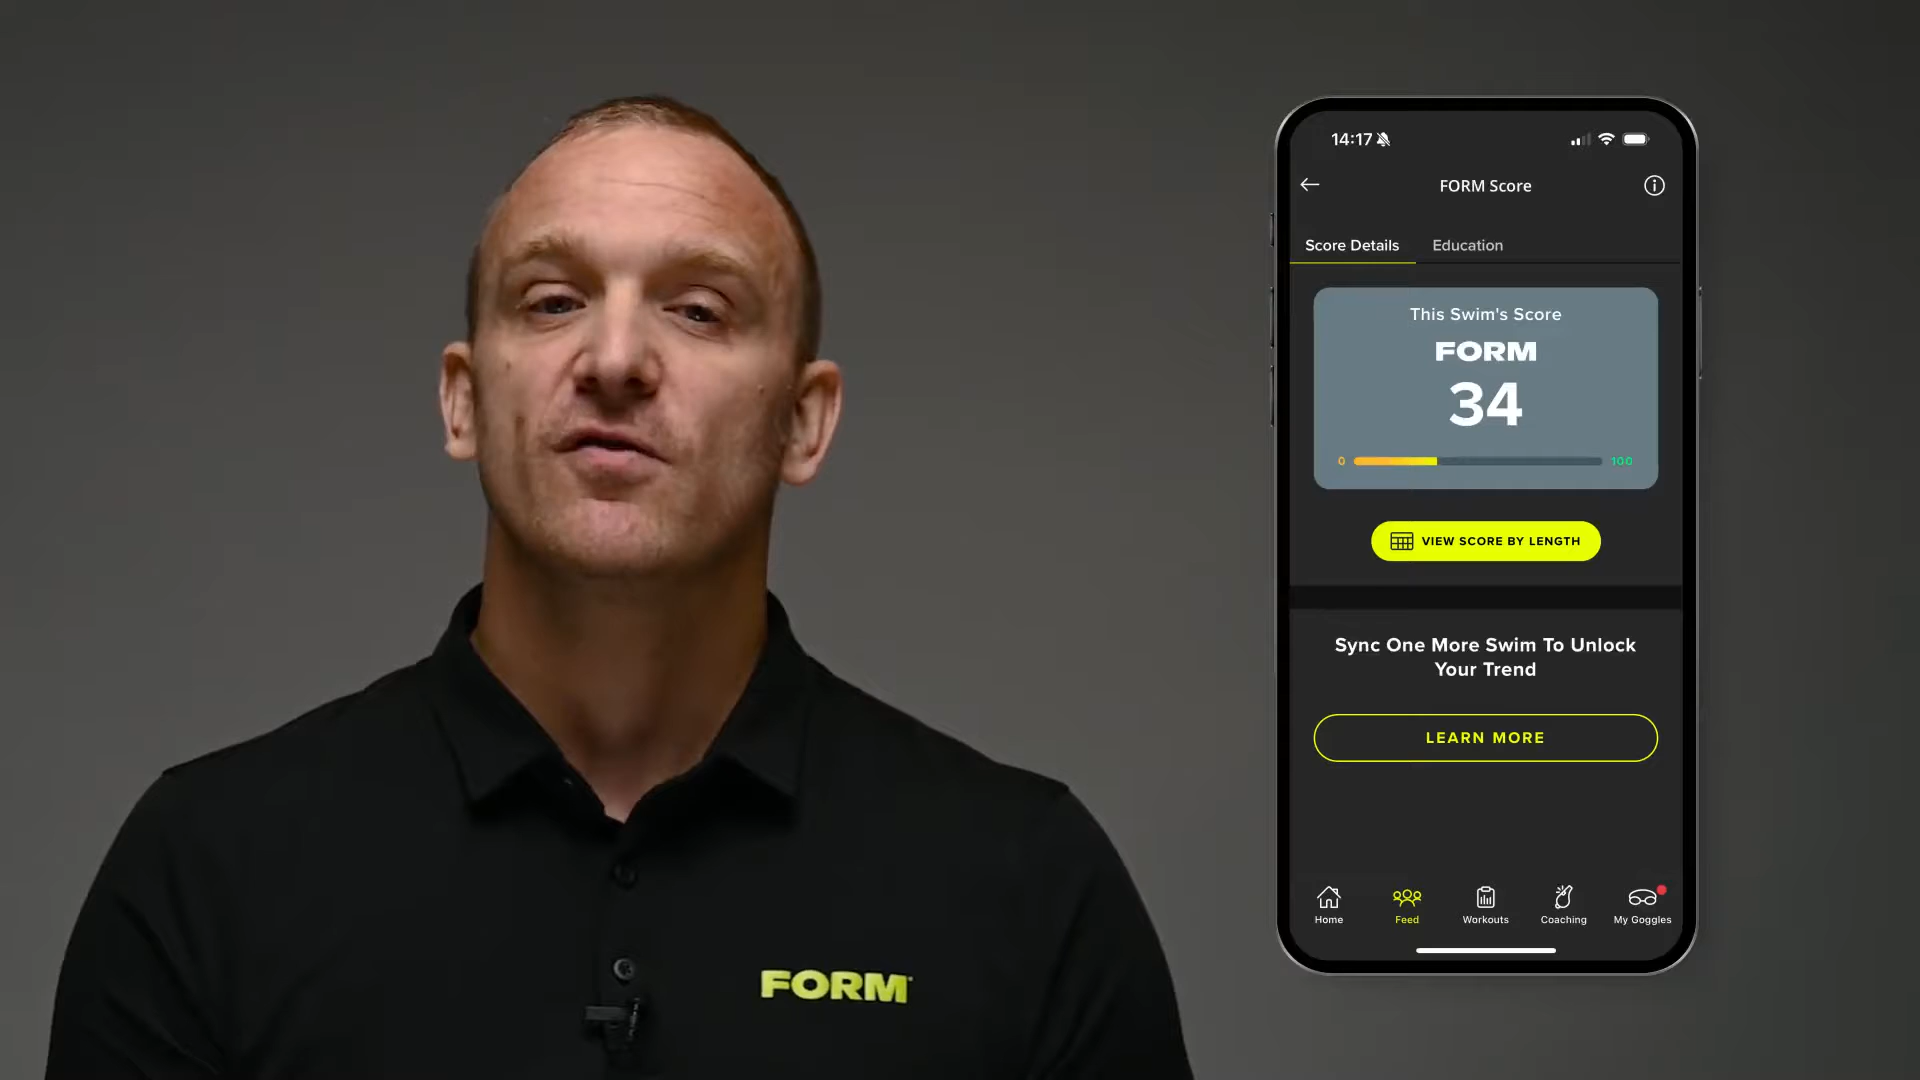 14:17
FORM Score
Score Details Education
This Swim's Score
FORM
34
0 100
VIEW SCORE BY LENGTH
Sync One More Swim To Unlock
Your Trend
LEARN MORE
Home Feed Workouts Coaching My Goggles
FORM